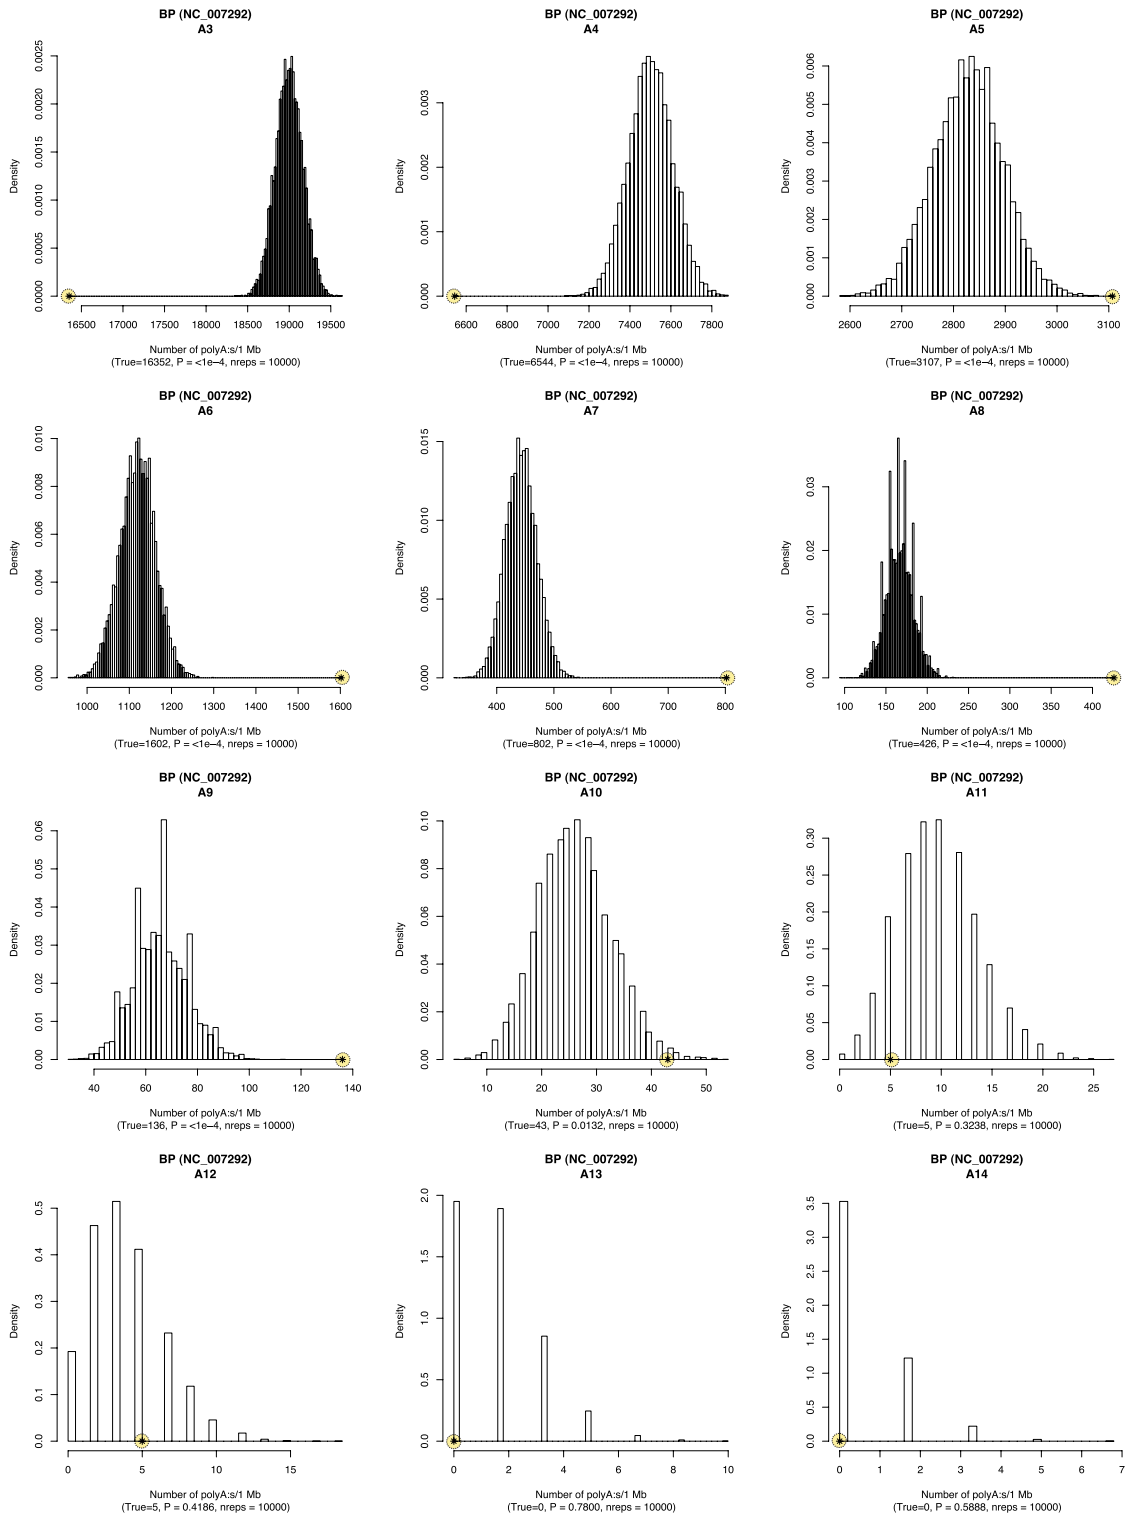 BP (NC_007292)
A3
Density
0.0000 0.0005 0.0010 0.0015 0.0020 0.0025
16500 17000 18000 18500 19000 19500
Number of polyA:s/1 Mb
(True=16352, P = <1e−4, nreps = 10000)
BP (NC_007292)
A4
Density
0.000 0.001 0.002 0.003
6600 6800 7000 7200 7400 7600 7800
Number of polyA:s/1 Mb
(True=6544, P = <1e−4, nreps = 10000)
BP (NC_007292)
A5
Density
0.000 0.001 0.002 0.003 0.004 0.005 0.006
2600 2700 2800 2900 3000 3100
Number of polyA:s/1 Mb
(True=3107, P = <1e−4, nreps = 10000)
BP (NC_007292)
A6
Density
0.000 0.002 0.004 0.006 0.008 0.010
1000 1100 1200 1300 1400 1500 1600
Number of polyA:s/1 Mb
(True=1602, P = <1e−4, nreps = 10000)
BP (NC_007292)
A7
Density
0.000 0.005 0.010 0.015
400 500 600 700 800
Number of polyA:s/1 Mb
(True=802, P = <1e−4, nreps = 10000)
BP (NC_007292)
A8
Density
0.00 0.01 0.02 0.03
100 150 200 250 300 350 400
Number of polyA:s/1 Mb
(True=426, P = <1e−4, nreps = 10000)
BP (NC_007292)
A9
Density
0.00 0.01 0.02 0.03 0.04 0.05 0.06
40 60 80 100 120 140
Number of polyA:s/1 Mb
(True=136, P = <1e−4, nreps = 10000)
BP (NC_007292)
A10
Density
0.00 0.02 0.04 0.06 0.08 0.10
10 20 30 40 50
Number of polyA:s/1 Mb
(True=43, P = 0.0132, nreps = 10000)
BP (NC_007292)
A11
Density
0.00 0.05 0.10 0.15 0.20 0.25 0.30
0 5 10 15 20 25
Number of polyA:s/1 Mb
(True=5, P = 0.3238, nreps = 10000)
BP (NC_007292)
A12
Density
0.0 0.1 0.2 0.3 0.4 0.5
0 5 10 15
Number of polyA:s/1 Mb
(True=5, P = 0.4186, nreps = 10000)
BP (NC_007292)
A13
Density
0.0 0.5 1.0 1.5 2.0
0 2 4 6 8 10
Number of polyA:s/1 Mb
(True=0, P = 0.7800, nreps = 10000)
BP (NC_007292)
A14
Density
0.0 0.5 1.0 1.5 2.0 2.5 3.0 3.5
0 1 2 3 4 5 6 7
Number of polyA:s/1 Mb
(True=0, P = 0.5888, nreps = 10000)